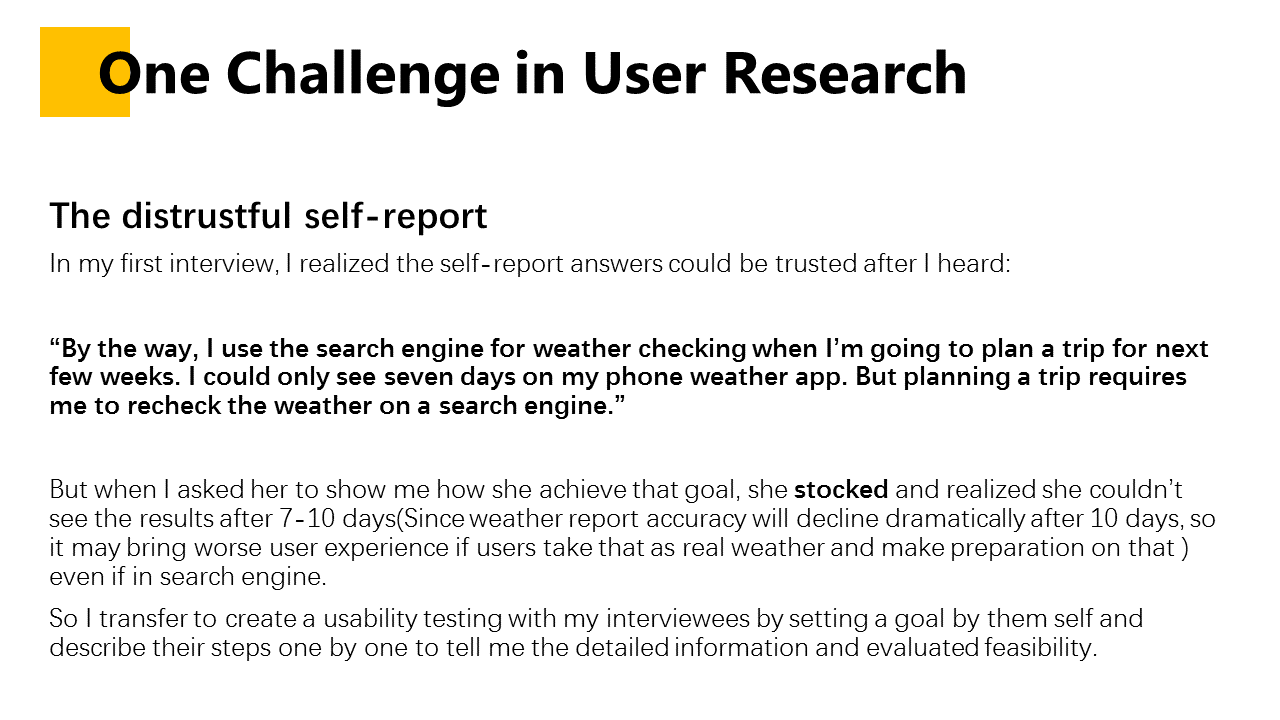 One Challenge in User Research
The distrustful self-report
In my first interview, I realized the self-report answers could be trusted after I heard:
“By the way, I use the search engine for weather checking when I’m going to plan a trip for next
few weeks. I could only see seven days on my phone weather app. But planning a trip requires
me to recheck the weather on a search engine.”
But when I asked her to show me how she achieve that goal, she stocked and realized she couldn’t
see the results after 7-10 days(Since weather report accuracy will decline dramatically after 10 days, so
it may bring worse user experience if users take that as real weather and make preparation on that )
even if in search engine.
So I transfer to create a usability testing with my interviewees by setting a goal by them self and
describe their steps one by one to tell me the detailed information and evaluated feasibility.